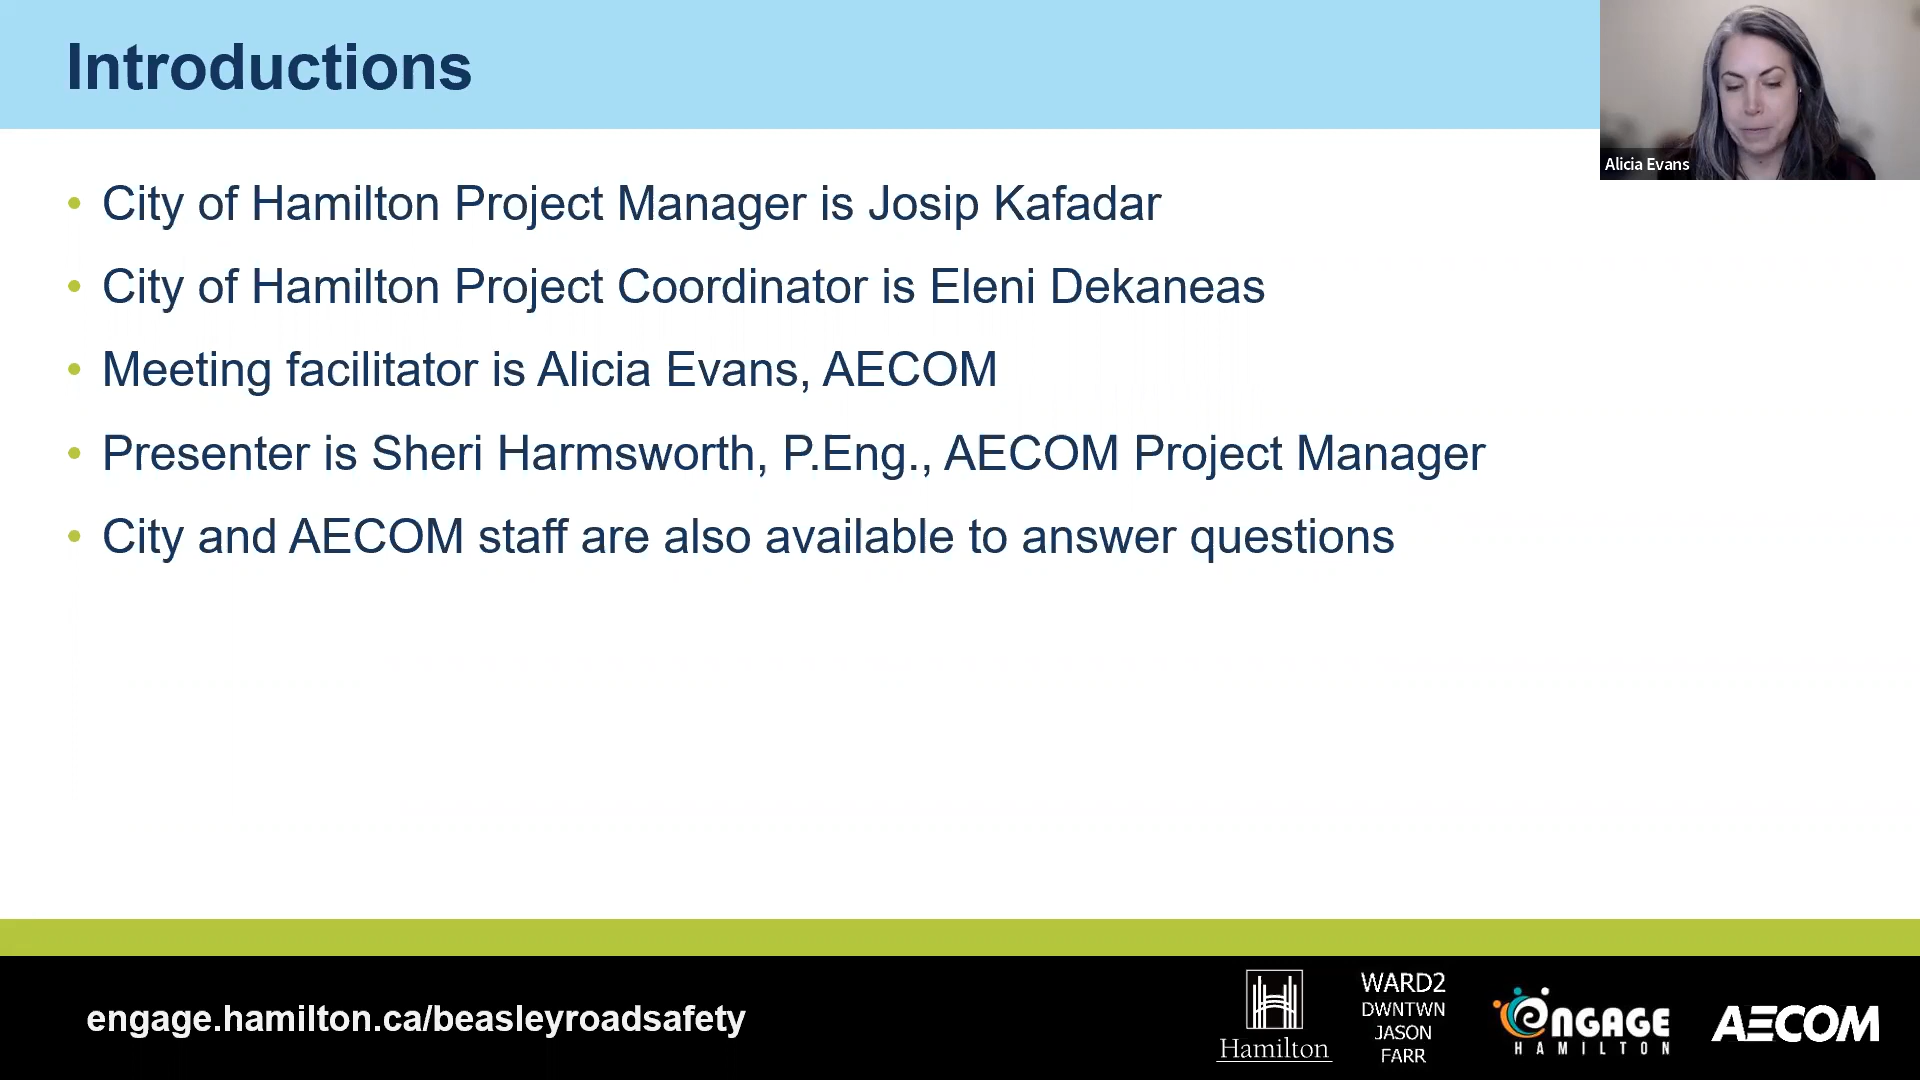 Introductions
Alicia Evans
• City of Hamilton Project Manager is Josip Kafadar
• City of Hamilton Project Coordinator is Eleni Dekaneas
• Meeting facilitator is Alicia Evans, AECOM
• Presenter is Sheri Harmsworth, P.Eng., AECOM Project Manager
• City and AECOM staff are also available to answer questions
engage.hamilton.ca/beasleyroadsafety
Hamilton
WARD2
DWNTWN
JASON
FARR
eNGAGE
HAMILTON
AECOM